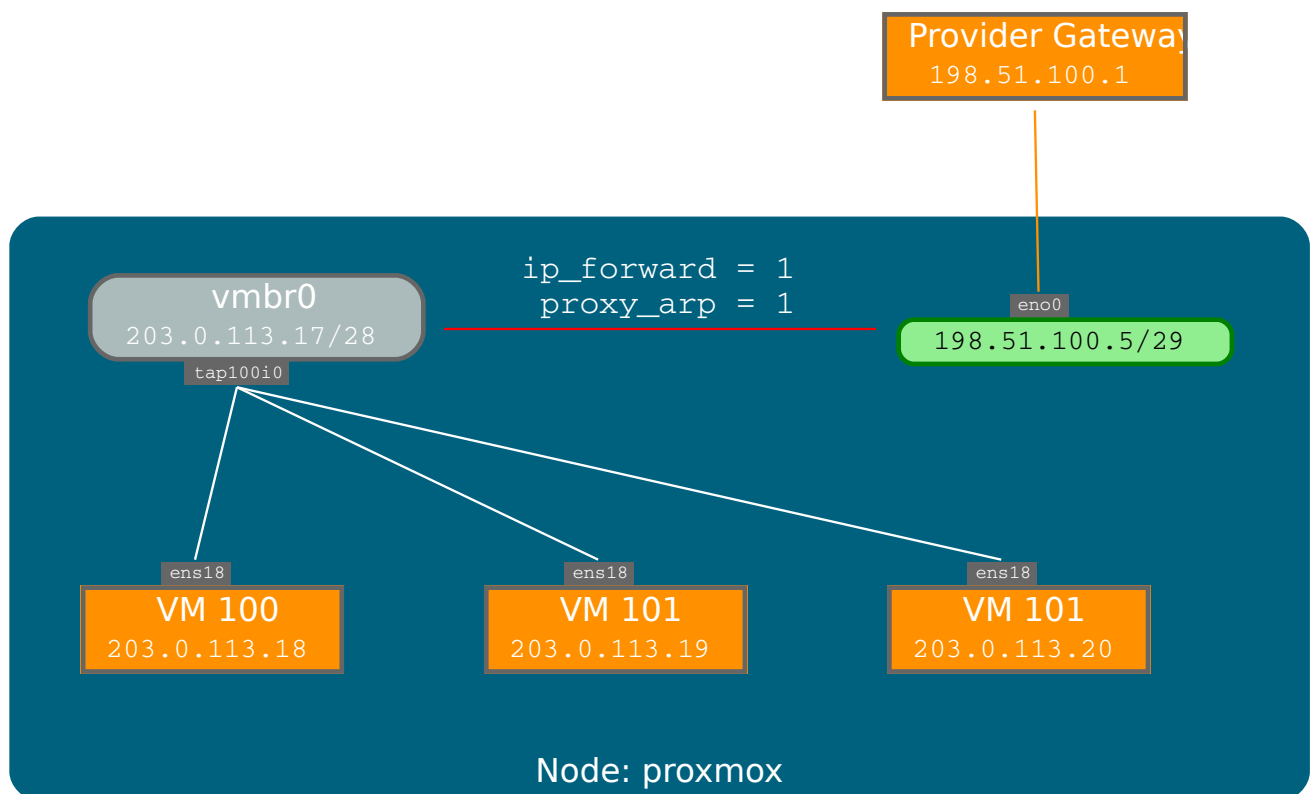 Provider Gateway
198.51.100.1
ip_forward = 1
proxy_arp = 1
vmbr0
203.0.113.17/28
tap100i0
eno0
198.51.100.5/29
ens18
VM 100
203.0.113.18
ens18
VM 101
203.0.113.19
ens18
VM 101
203.0.113.20
Node: proxmox